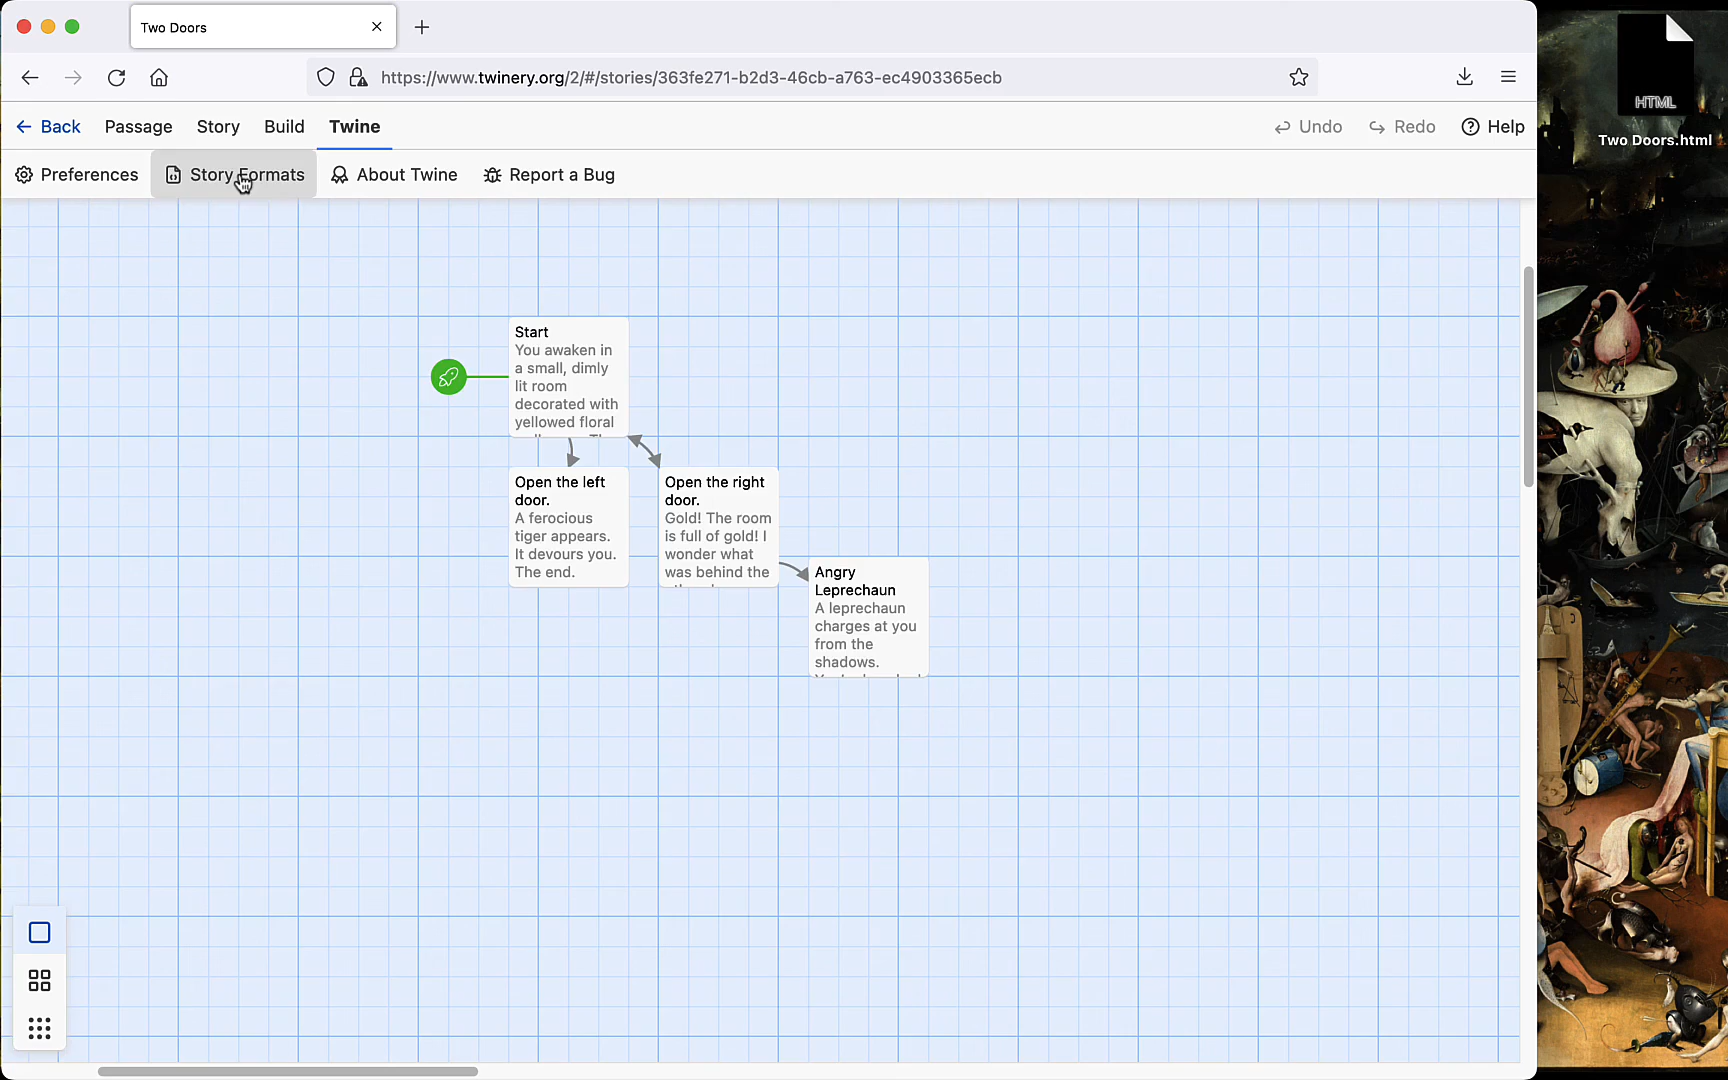 Two Doors
https://www.twinery.org/2/#/stories/363fe271-b2d3-46cb-a763-ec4903365ecb
Back Passage Story Build Twine Undo Redo Help
Preferences Story Formats About Twine Report a Bug
Start
You awaken in
a small, dimly
lit room
decorated with
yellowed floral
Open the left
door.
A ferocious
tiger appears.
It devours you.
The end.
Open the right
door.
Gold! The room
is full of gold! I
wonder what
was behind the
Angry
Leprechaun
A leprechaun
charges at you
from the
shadows.
HTML
Two Doors.html